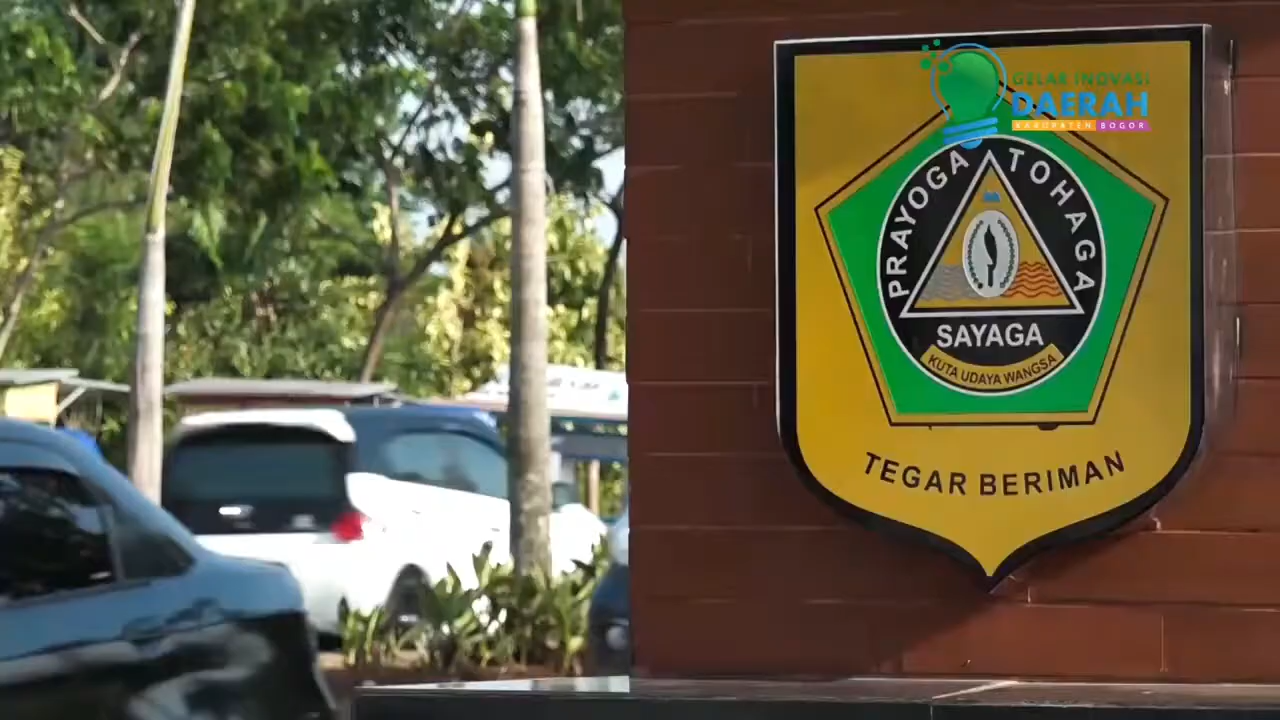 GELAR INOVASI
DAERAH
KABUPATEN BOGOR
PRAYOGA TOHAGA
SAYAGA
KUTA UDAYA WANGSA
TEGAR BERIMAN